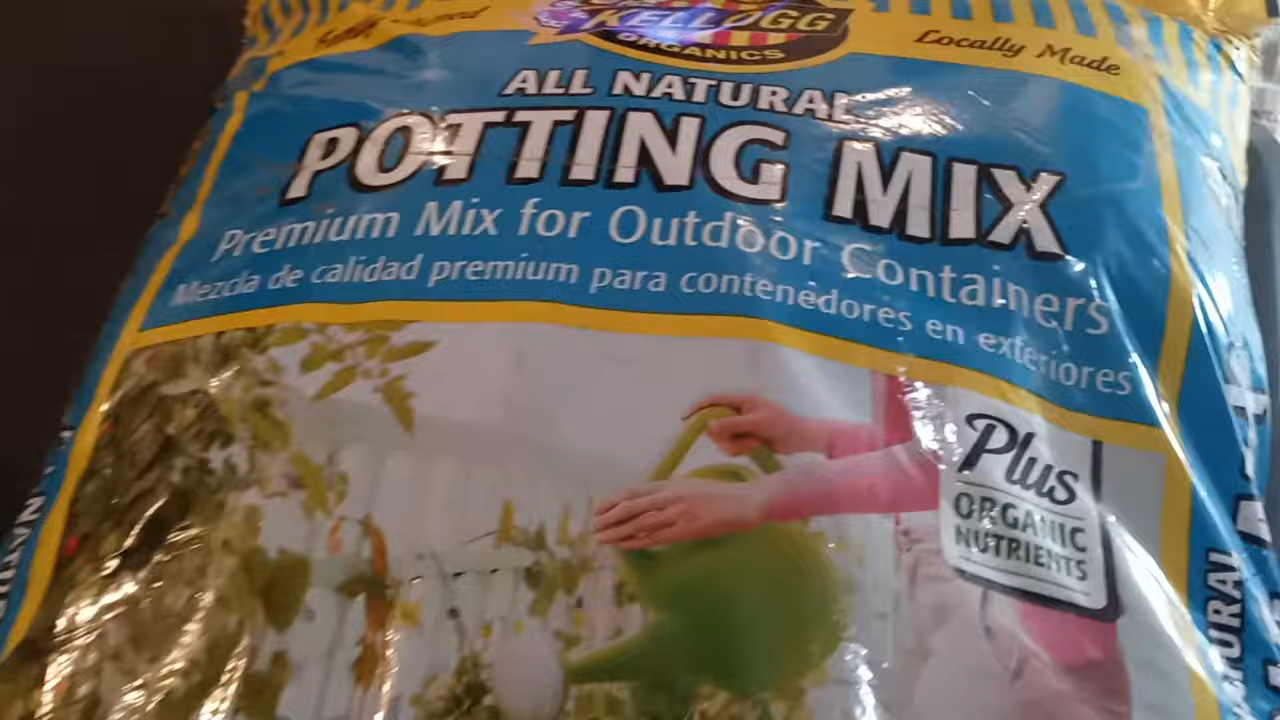 KELLOGG
ORGANICS
Locally Made
ALL NATURAL
POTTING MIX
Premium Mix for Outdoor Containers
Mezcla de calidad premium para contenedores en exteriores
Plus
ORGANIC
NUTRIENTS